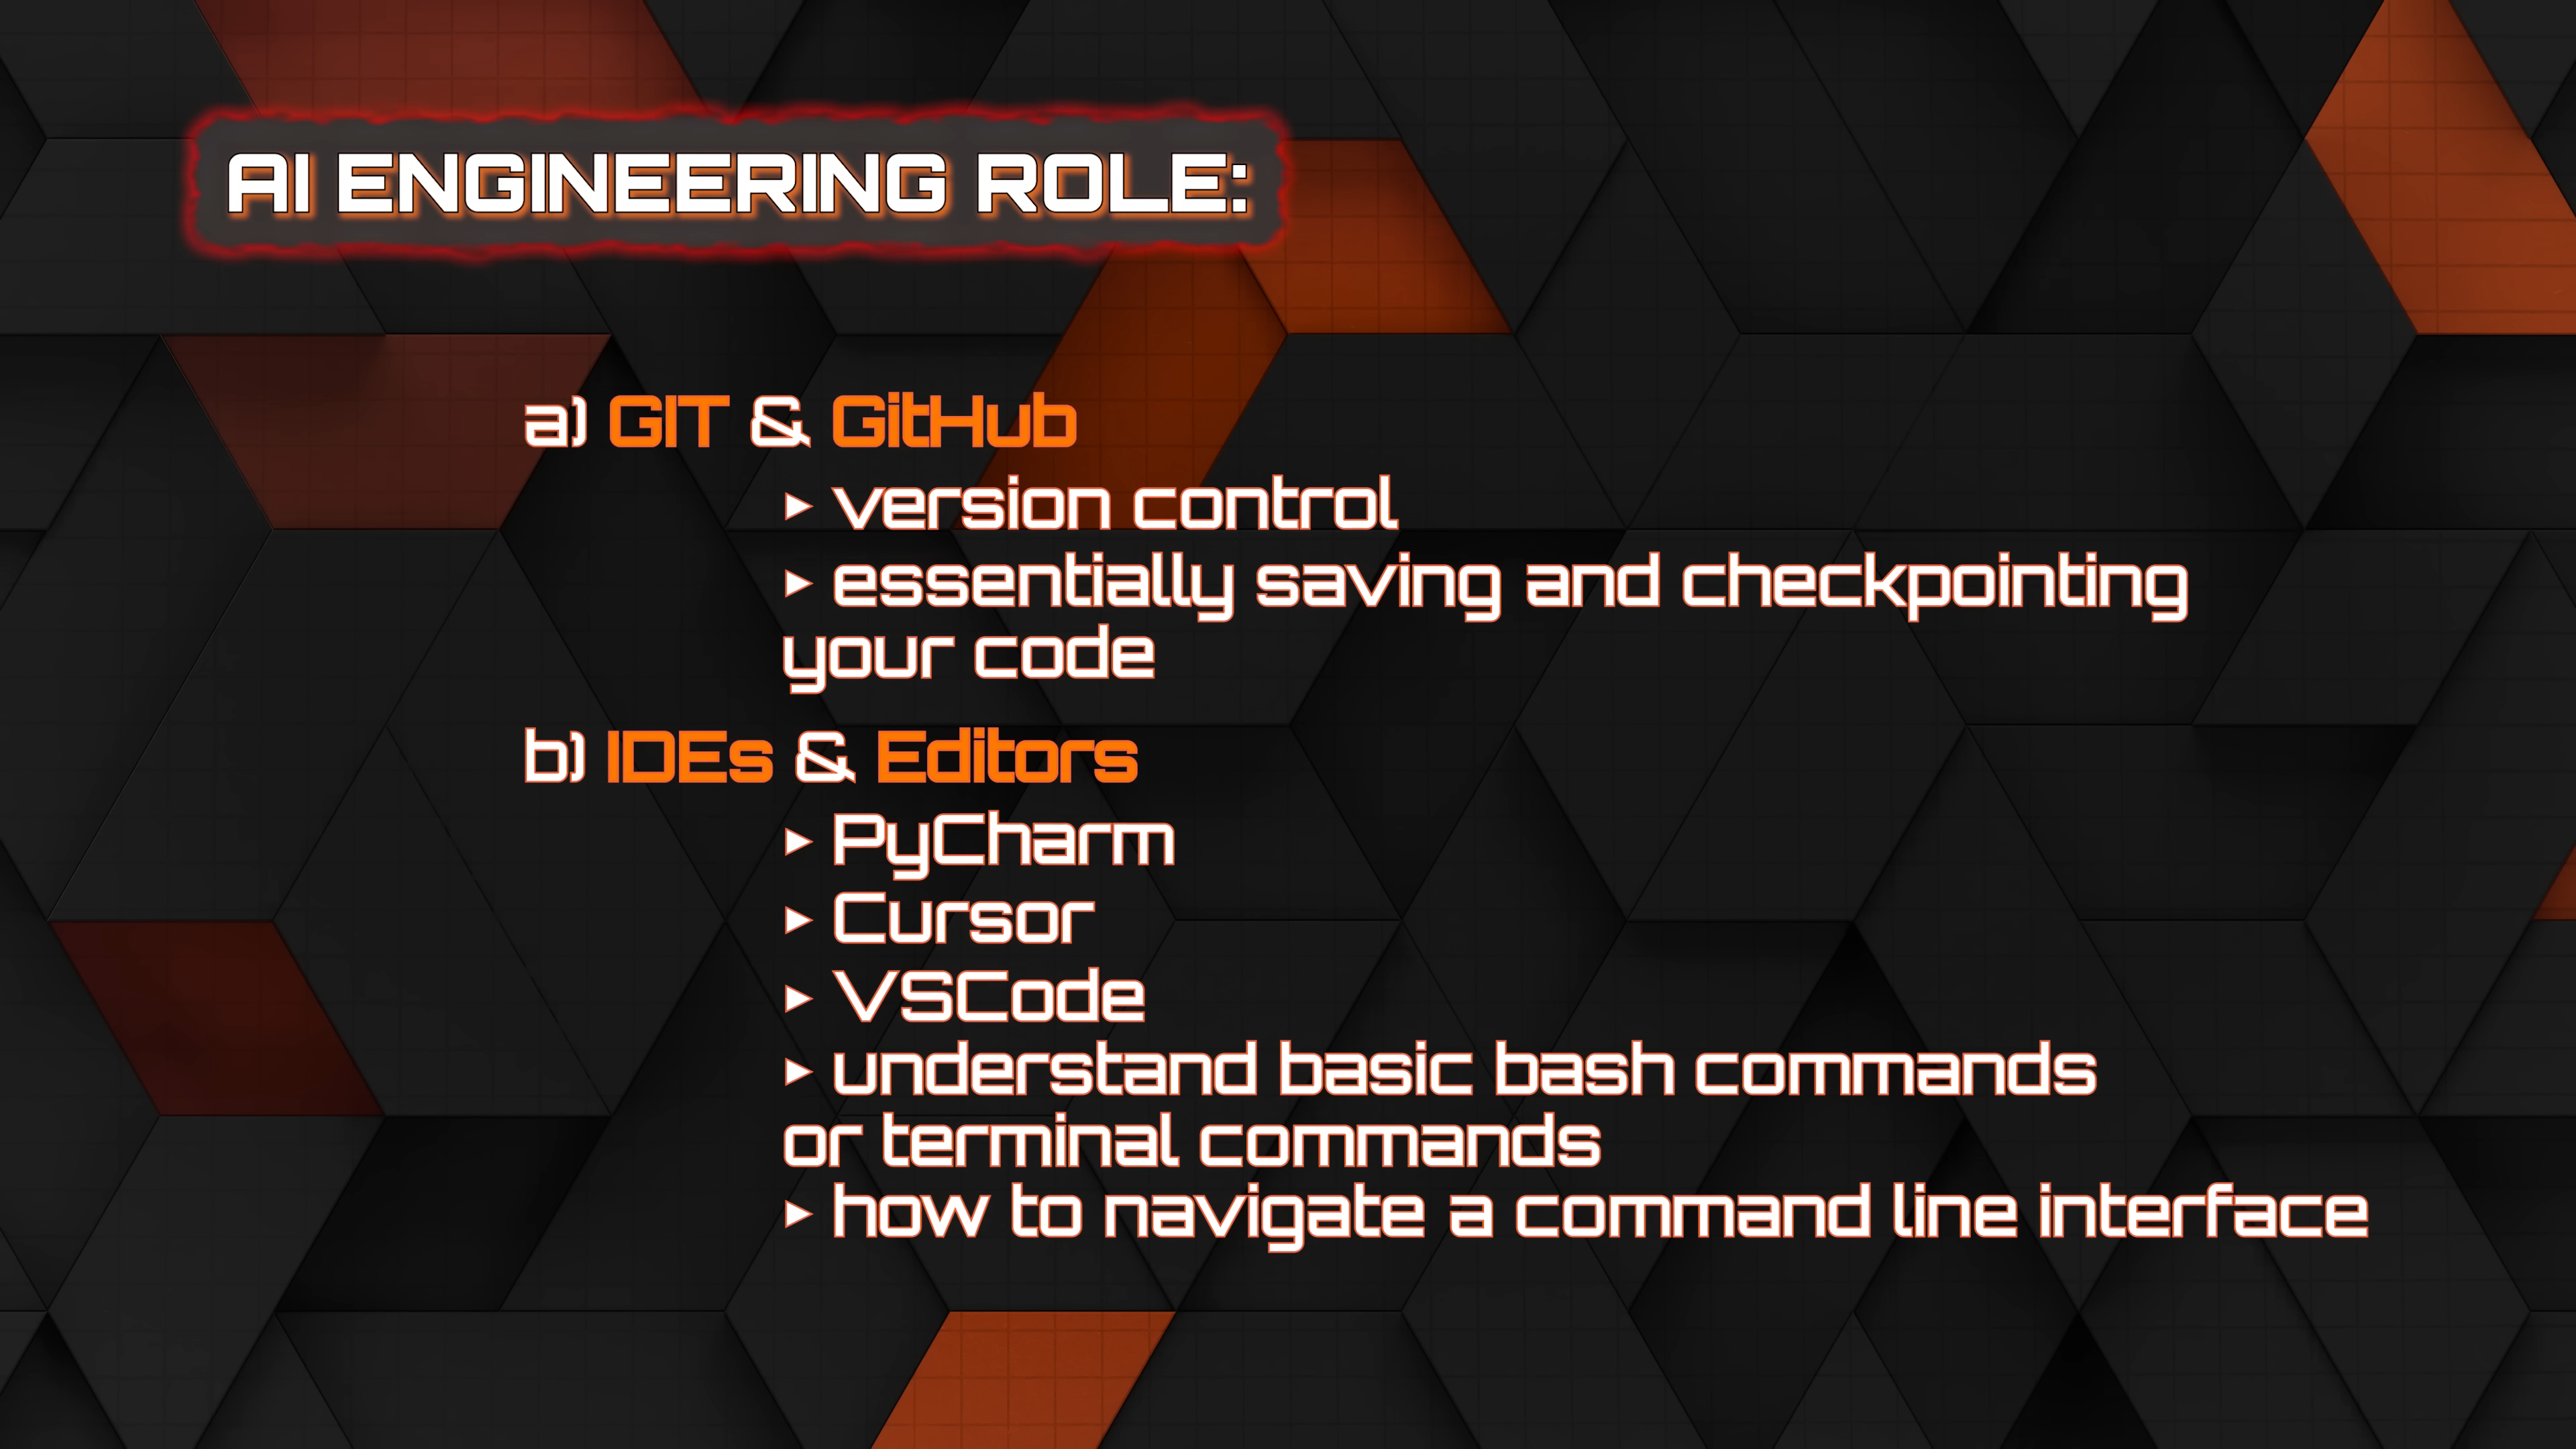 AI ENGINEERING ROLE:
a) GIT & GitHub
▸ version control
▸ essentially saving and checkpointing
your code
b) IDEs & Editors
▸ PyCharm
▸ Cursor
▸ VSCode
▸ understand basic bash commands
or terminal commands
▸ how to navigate a command line interface